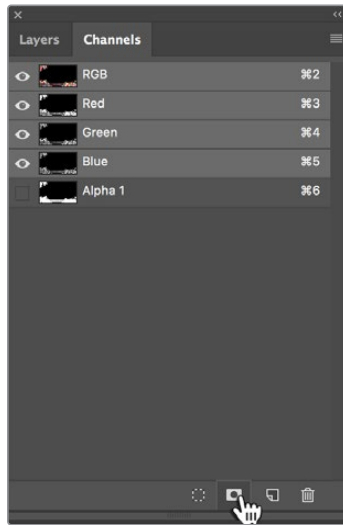 Layers Channels
RGB ⌘2
Red ⌘3
Green ⌘4
Blue ⌘5
Alpha 1 ⌘6